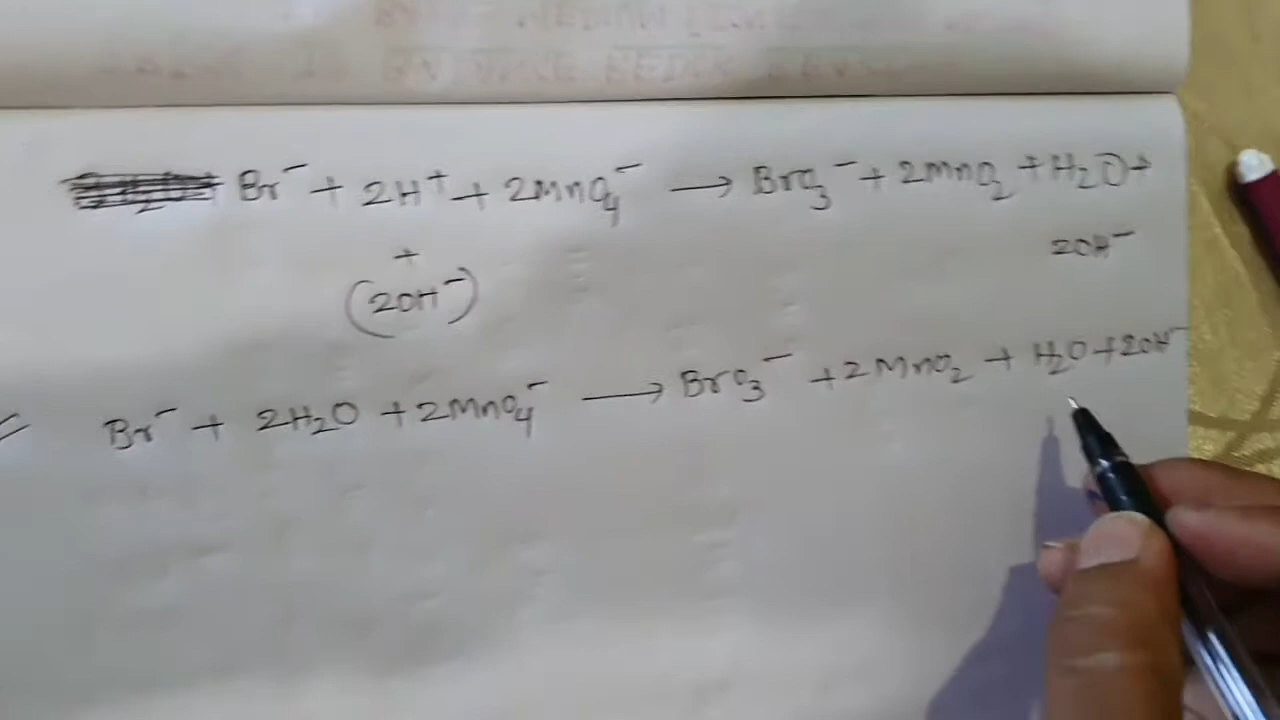 Br⁻ + 2H⁺ + 2MnO₄⁻ → BrO₃⁻ + 2MnO₂ + H₂O +
+
2OH⁻
(2OH⁻)
= Br⁻ + 2H₂O + 2MnO₄⁻ → BrO₃⁻ + 2MnO₂ + H₂O + 2OH⁻